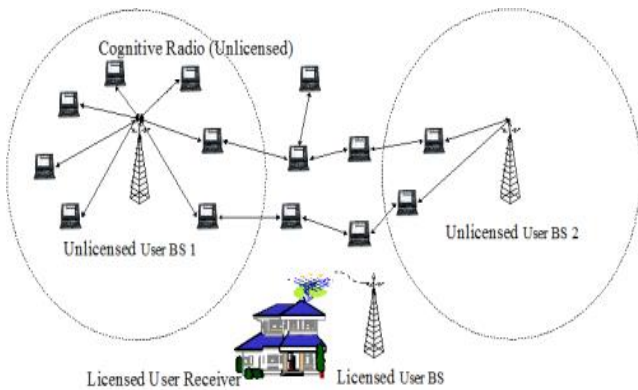 Cognitive Radio (Unlicensed)
Unlicensed User BS 1
Unlicensed User BS 2
Licensed User Receiver
Licensed User BS